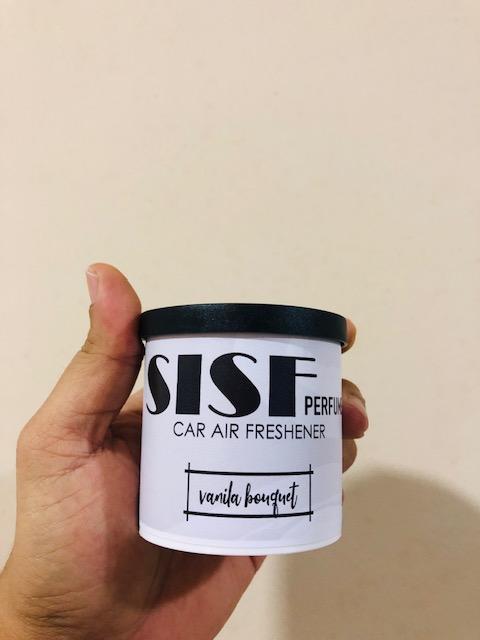 SISF
PERFUM
CAR AIR FRESHENER
vanila bouquet